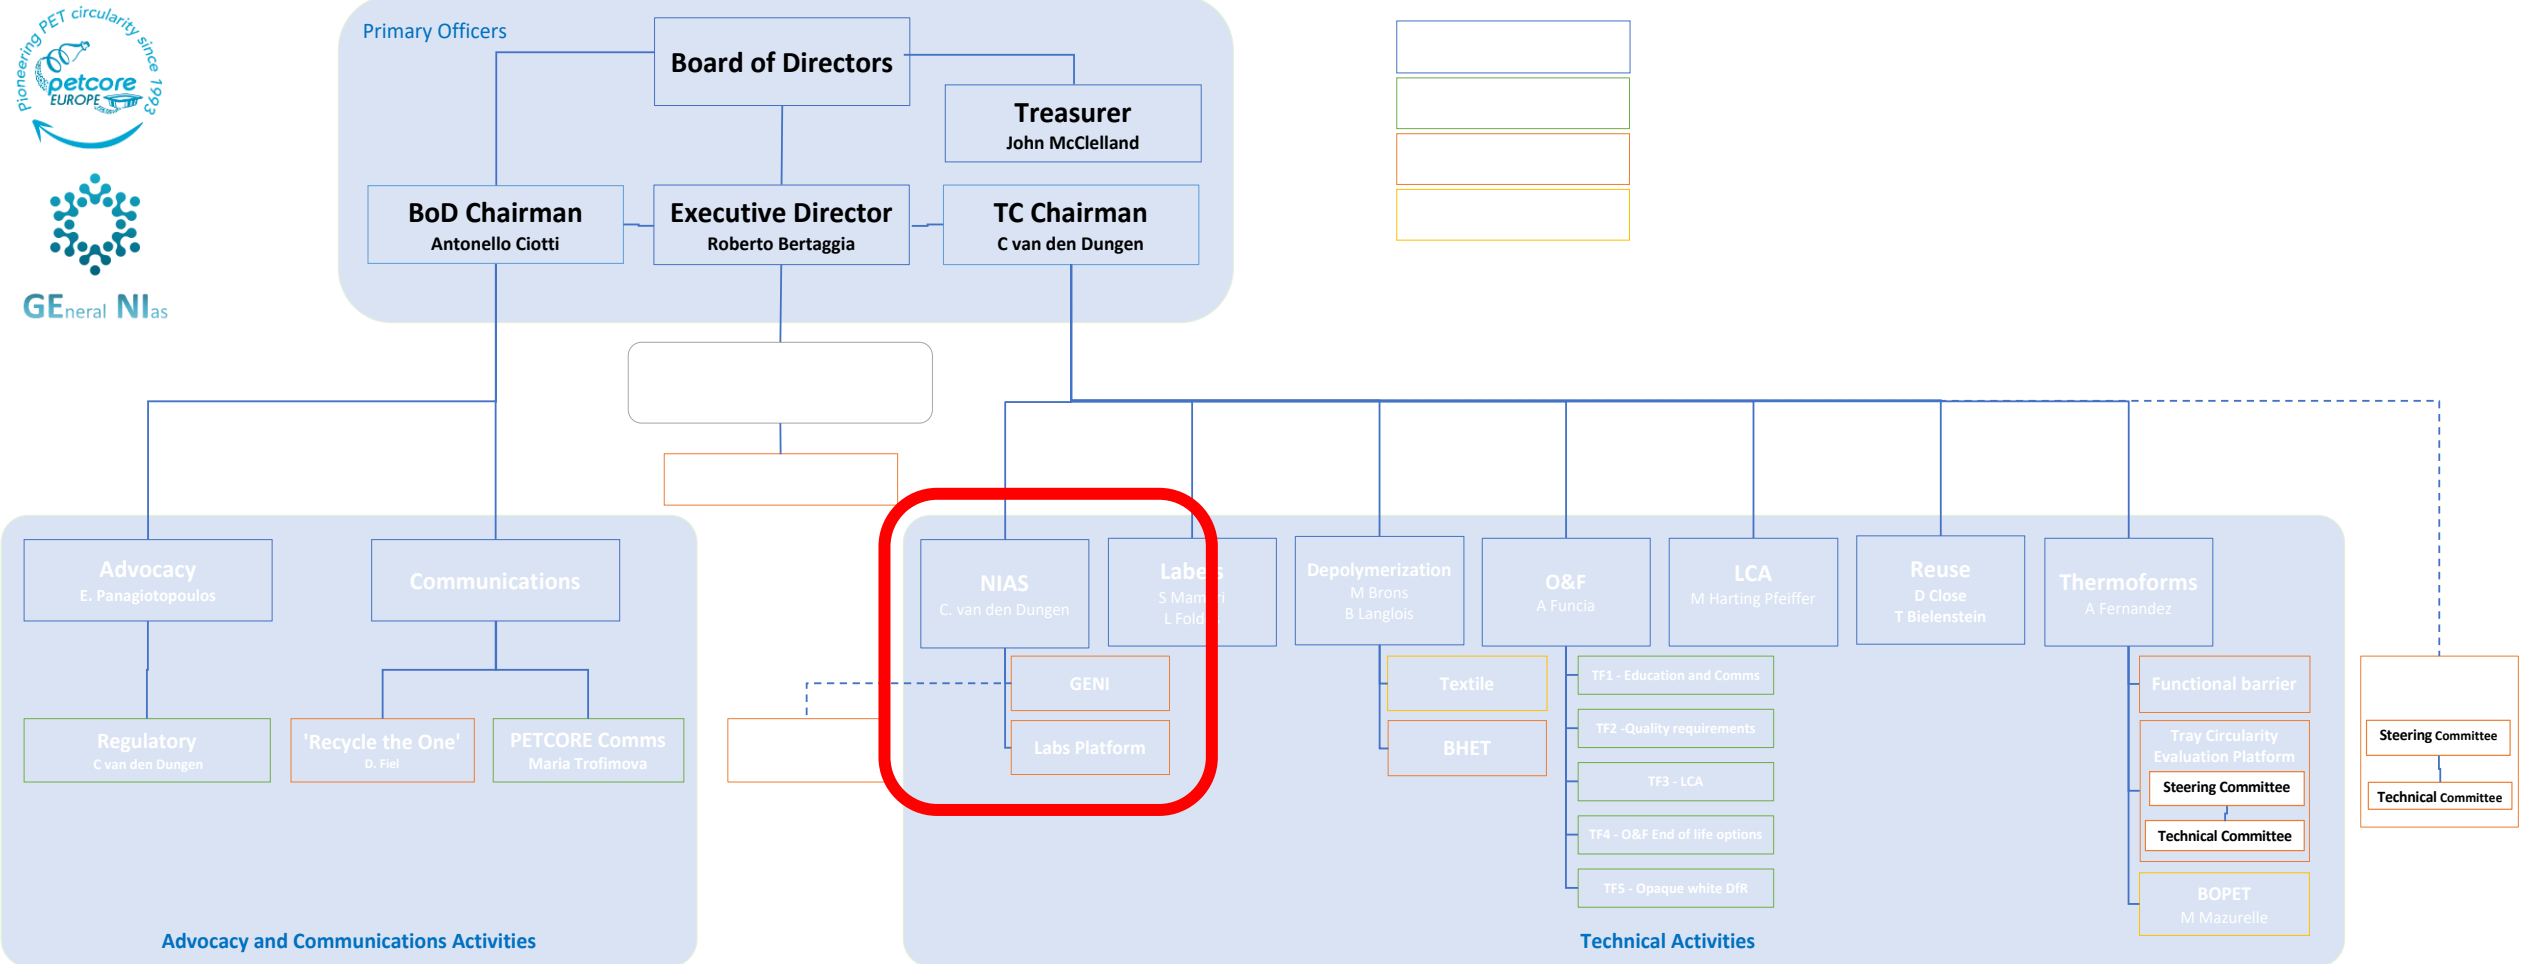 Pioneering PET circularity since 1993
petcore
EUROPE
GEneral NIas
Primary Officers
Board of Directors
Treasurer
John McClelland
BoD Chairman
Antonello Ciotti
Executive Director
Roberto Bertaggia
TC Chairman
C van den Dungen
Advocacy
E. Panagiotopoulos
Communications
Regulatory
C van den Dungen
'Recycle the One'
D. Fiel
PETCORE Comms
Maria Trofimova
Advocacy and Communications Activities
NIAS
C. van den Dungen
GENI
Labs Platform
Labels
S
L
Depolymerization
M Brons
B Langlois
Textile
BHET
O&F
A Funcia
TF1 - Education and Comms
TF2 -Quality requirements
TF3 - LCA
TF4 - O&F End of life options
TF5 - Opaque white DfR
LCA
M Harting Pfeiffer
Reuse
D Close
T Bielenstein
Thermoforms
A Fernandez
Functional barrier
Tray Circularity
Evaluation Platform
Steering Committee
Technical Committee
BOPET
M Mazurelle
Steering Committee
Technical Committee
Technical Activities